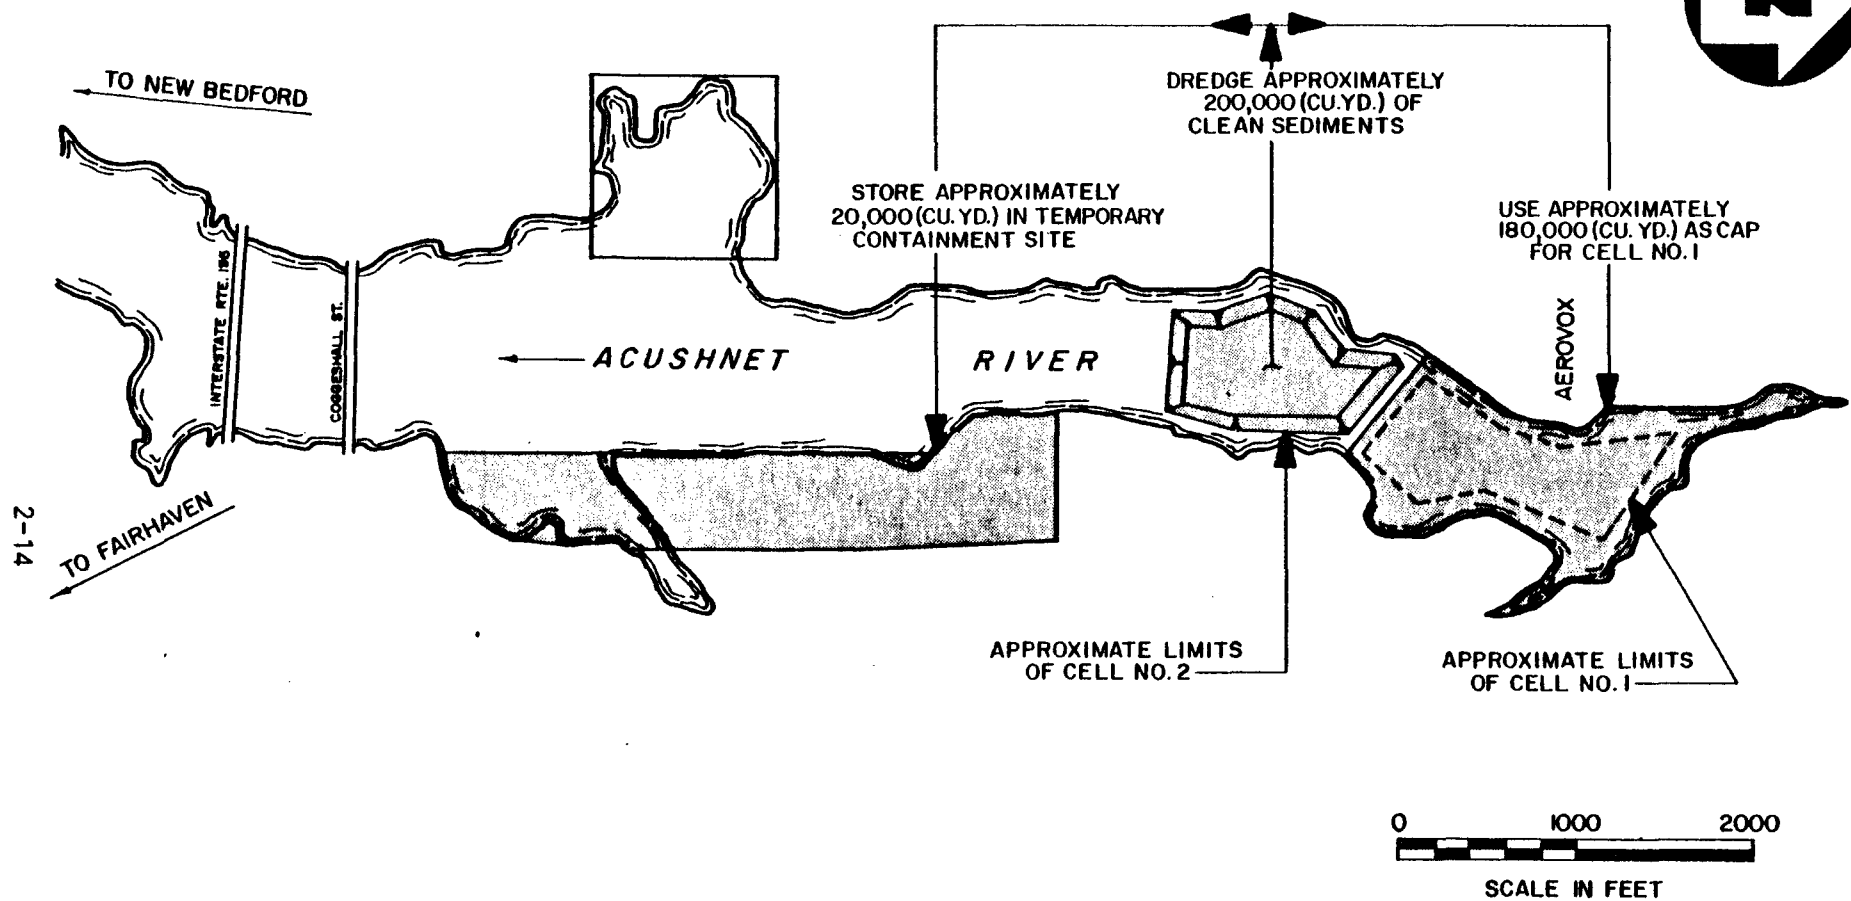 N
TO NEW BEDFORD
DREDGE APPROXIMATELY
200,000 (CU.YD.) OF
CLEAN SEDIMENTS
STORE APPROXIMATELY
20,000 (CU. YD.) IN TEMPORARY
CONTAINMENT SITE
USE APPROXIMATELY
180,000 (CU. YD.) AS CAP
FOR CELL NO. 1
INTERSTATE RTE. 195
COGGESHALL ST.
ACUSHNET RIVER
AEROVOX
2-14
TO FAIRHAVEN
APPROXIMATE LIMITS
OF CELL NO. 2
APPROXIMATE LIMITS
OF CELL NO. 1
0 1000 2000
SCALE IN FEET